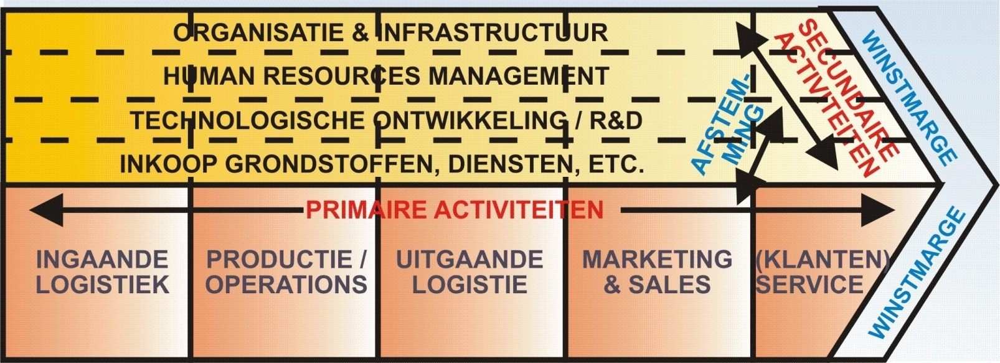 ORGANISATIE & INFRASTRUCTUUR
HUMAN RESOURCES MANAGEMENT
TECHNOLOGISCHE ONTWIKKELING / R&D
INKOOP GRONDSTOFFEN, DIENSTEN, ETC.
AFSTEM-
MING
SECUNDAIRE
ACTIVITEITEN
WINSTMARGE
PRIMAIRE ACTIVITEITEN
INGAANDE
LOGISTIEK
PRODUCTIE /
OPERATIONS
UITGAANDE
LOGISTIE
MARKETING
& SALES
(KLANTEN)
SERVICE
WINSTMARGE